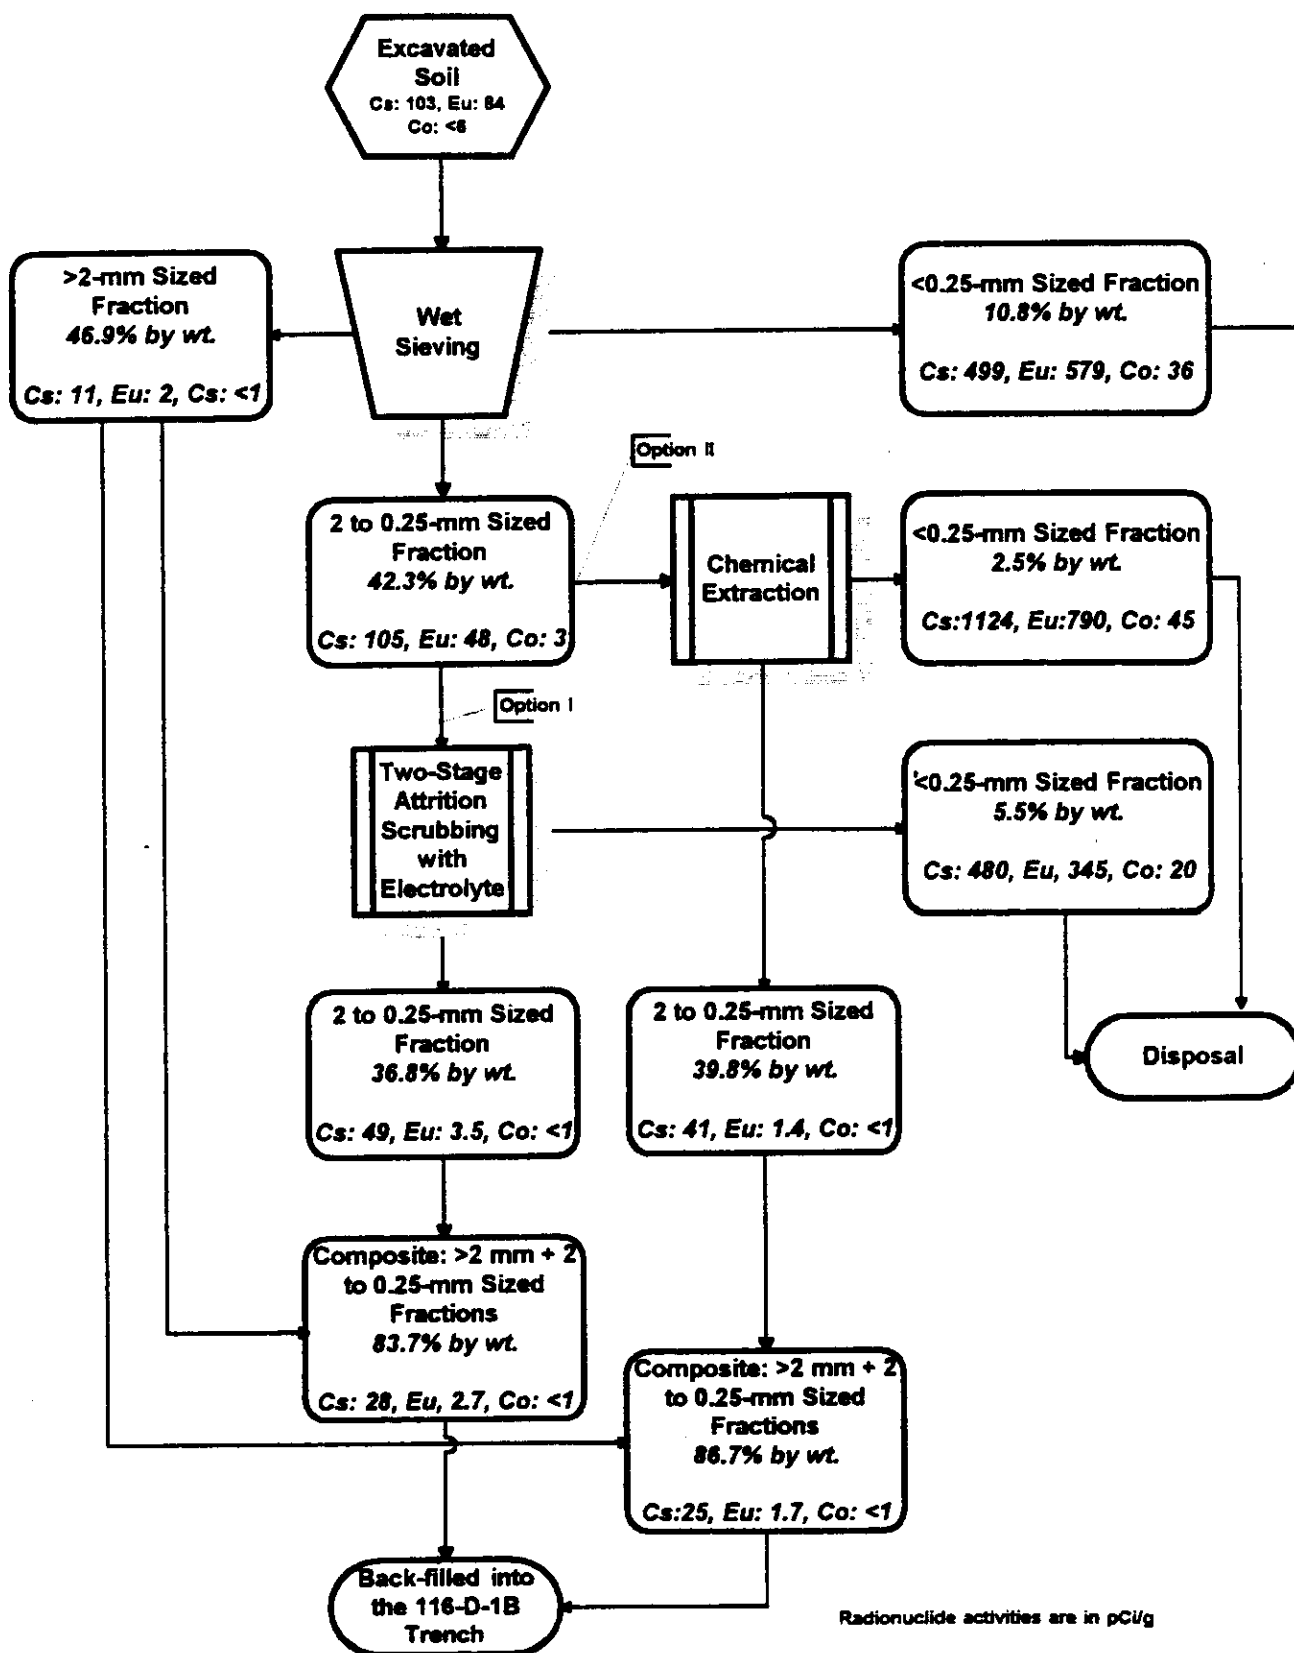 Excavated
Soil
Cs: 103, Eu: 84
Co: <6
>2-mm Sized
Fraction
46.9% by wt.
Cs: 11, Eu: 2, Cs: <1
Wet
Sieving
<0.25-mm Sized Fraction
10.8% by wt.
Cs: 499, Eu: 579, Co: 36
Option II
2 to 0.25-mm Sized
Fraction
42.3% by wt.
Cs: 105, Eu: 48, Co: 3
Chemical
Extraction
<0.25-mm Sized Fraction
2.5% by wt.
Cs:1124, Eu:790, Co: 45
Option I
Two-Stage
Attrition
Scrubbing
with
Electrolyte
<0.25-mm Sized Fraction
5.5% by wt.
Cs: 480, Eu, 345, Co: 20
2 to 0.25-mm Sized
Fraction
36.8% by wt.
Cs: 49, Eu: 3.5, Co: <1
2 to 0.25-mm Sized
Fraction
39.8% by wt.
Cs: 41, Eu: 1.4, Co: <1
Disposal
Composite: >2 mm + 2
to 0.25-mm Sized
Fractions
83.7% by wt.
Cs: 28, Eu, 2.7, Co: <1
Composite: >2 mm + 2
to 0.25-mm Sized
Fractions
86.7% by wt.
Cs:25, Eu: 1.7, Co: <1
Back-filled into
the 116-D-1B
Trench
Radionuclide activities are in pCi/g